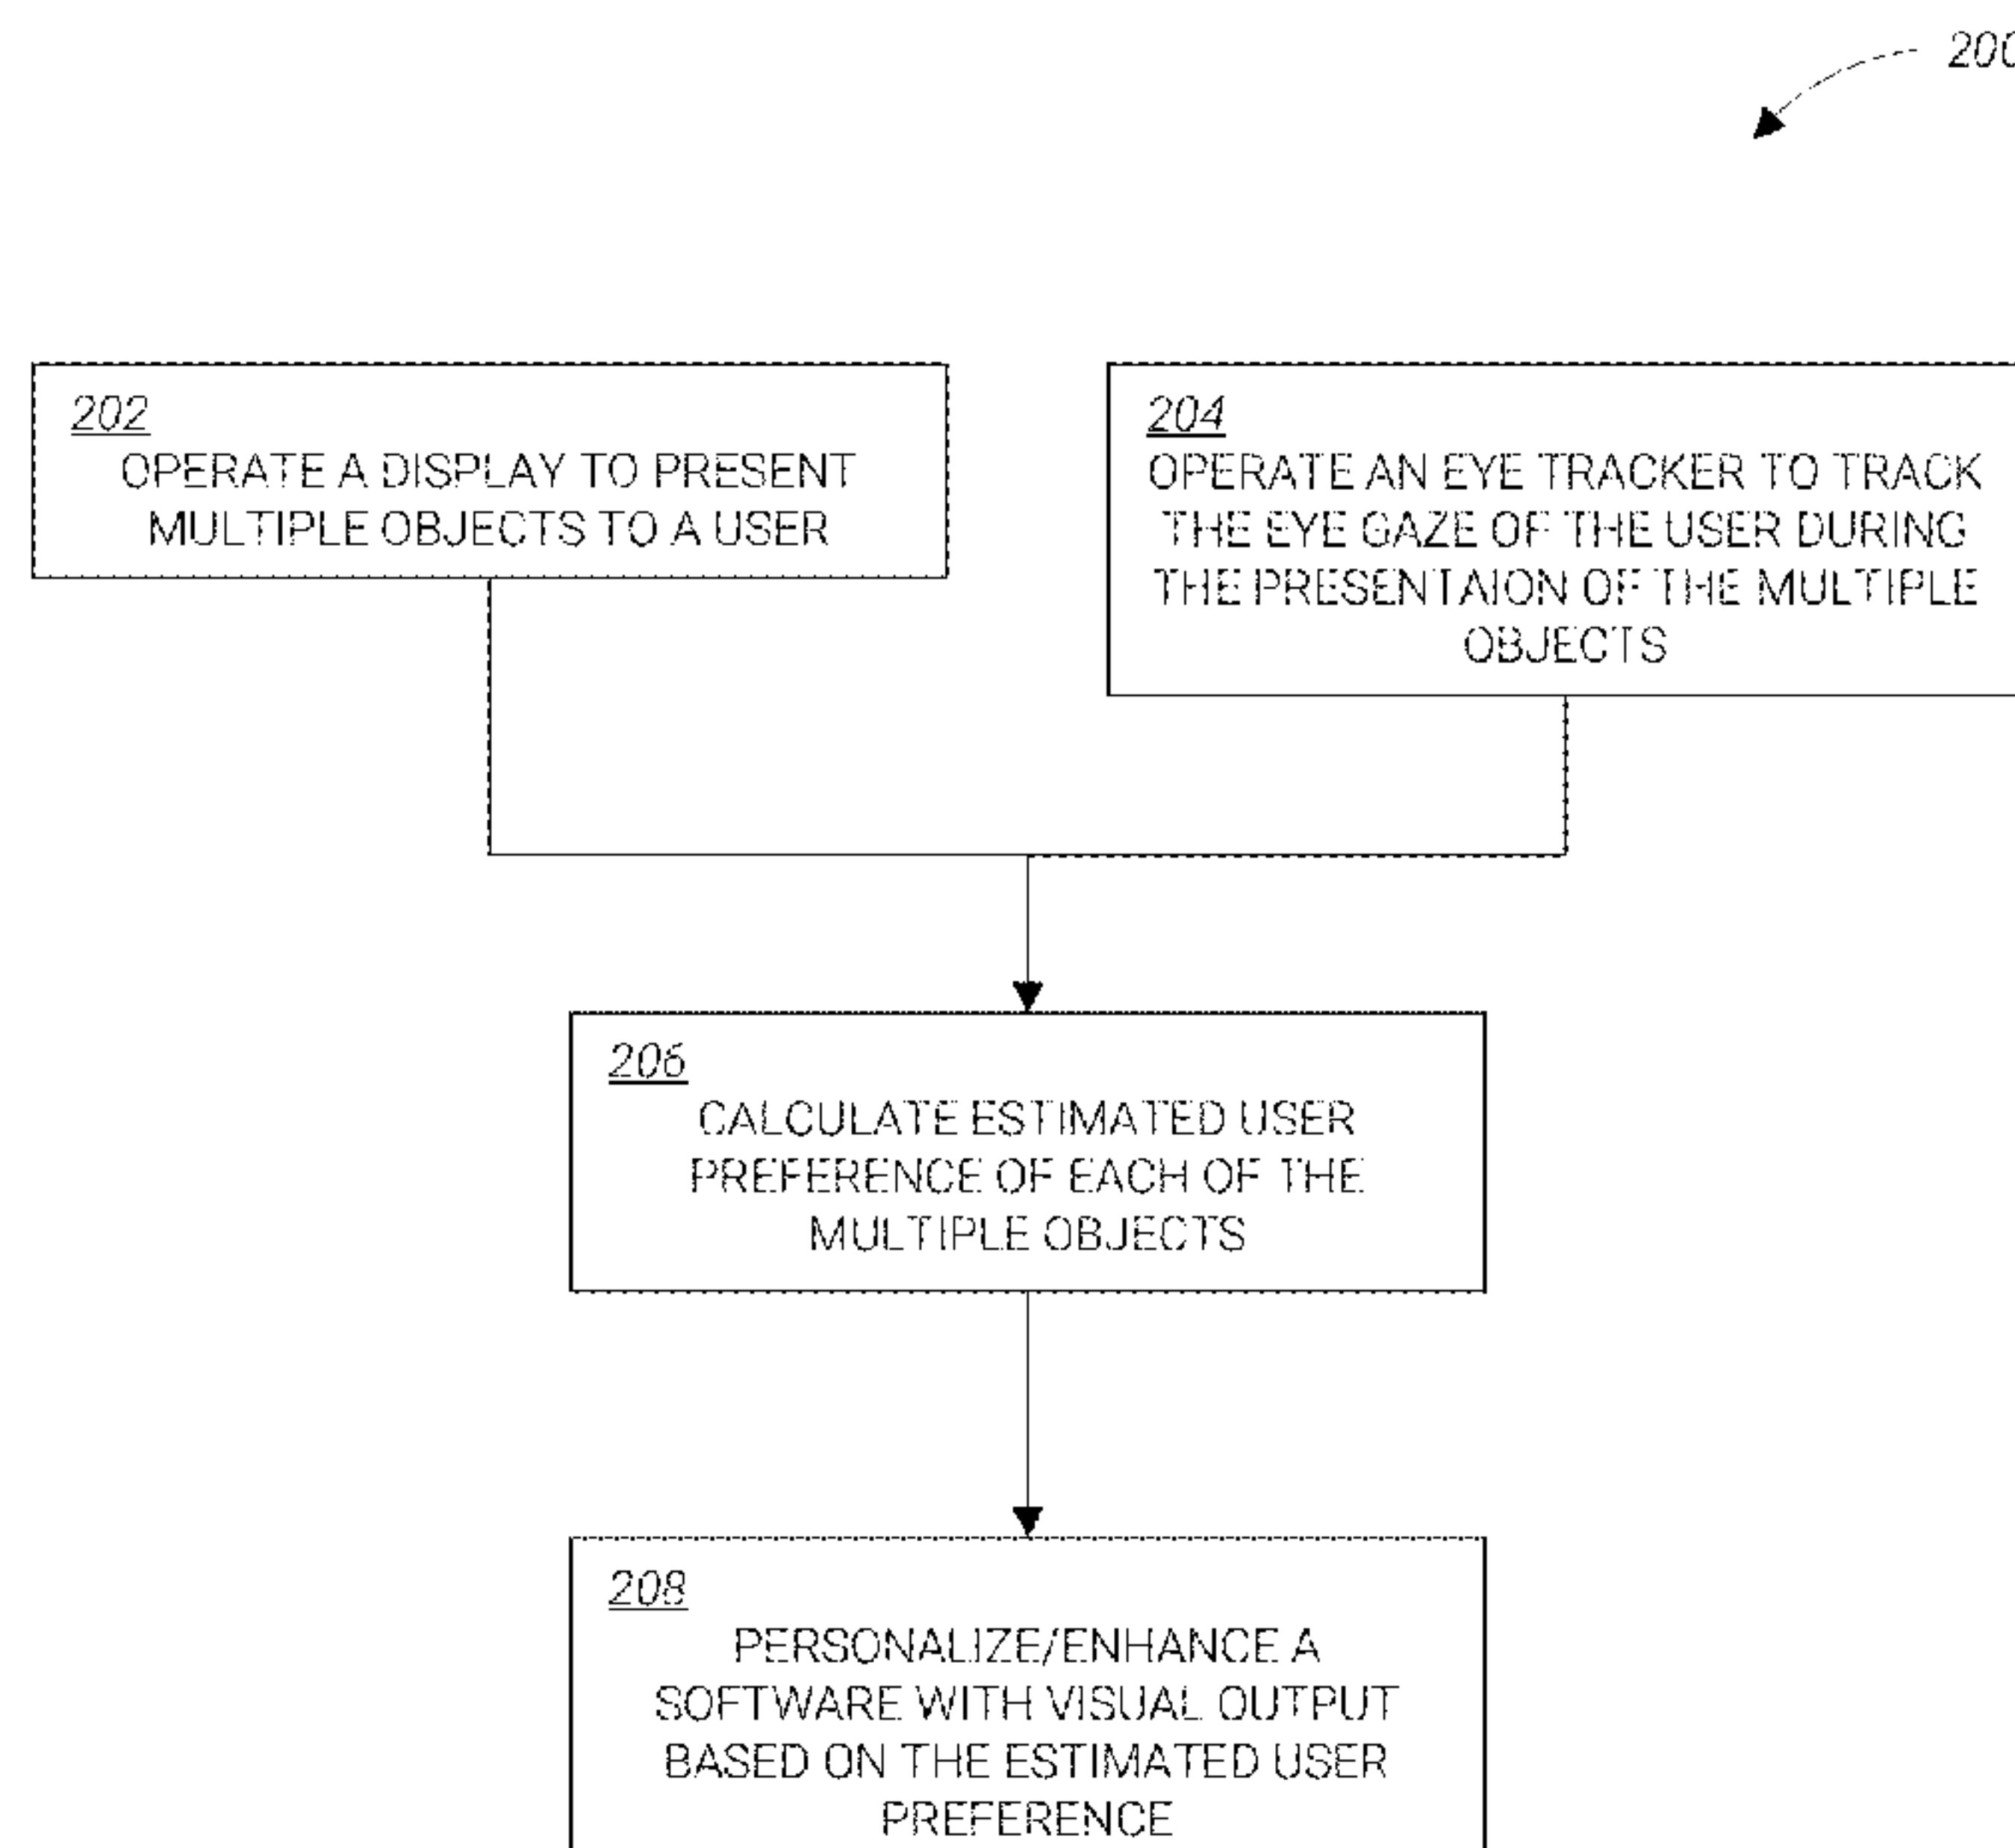 200
202
OPERATE A DISPLAY TO PRESENT
MULTIPLE OBJECTS TO A USER
204
OPERATE AN EYE TRACKER TO TRACK
THE EYE GAZE OF THE USER DURING
THE PRESENTAION OF THE MULTIPLE
OBJECTS
206
CALCULATE ESTIMATED USER
PREFERENCE OF EACH OF THE
MULTIPLE OBJECTS
208
PERSONALIZE/ENHANCE A
SOFTWARE WITH VISUAL OUTPUT
BASED ON THE ESTIMATED USER
PREFERENCE